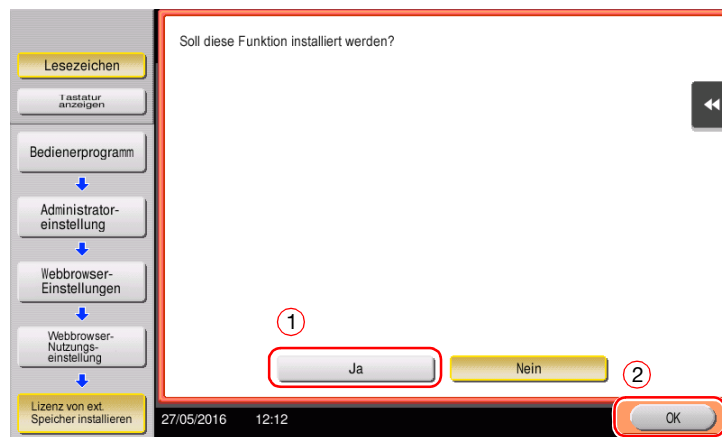 Soll diese Funktion installiert werden?
Lesezeichen
Tastatur
anzeigen
Bedienerprogramm
Administrator-
einstellung
Webbrowser-
Einstellungen
Webbrowser-
Nutzungs-
einstellung
Lizenz von ext.
Speicher installieren
1
Ja
Nein
2
27/05/2016 12:12
OK